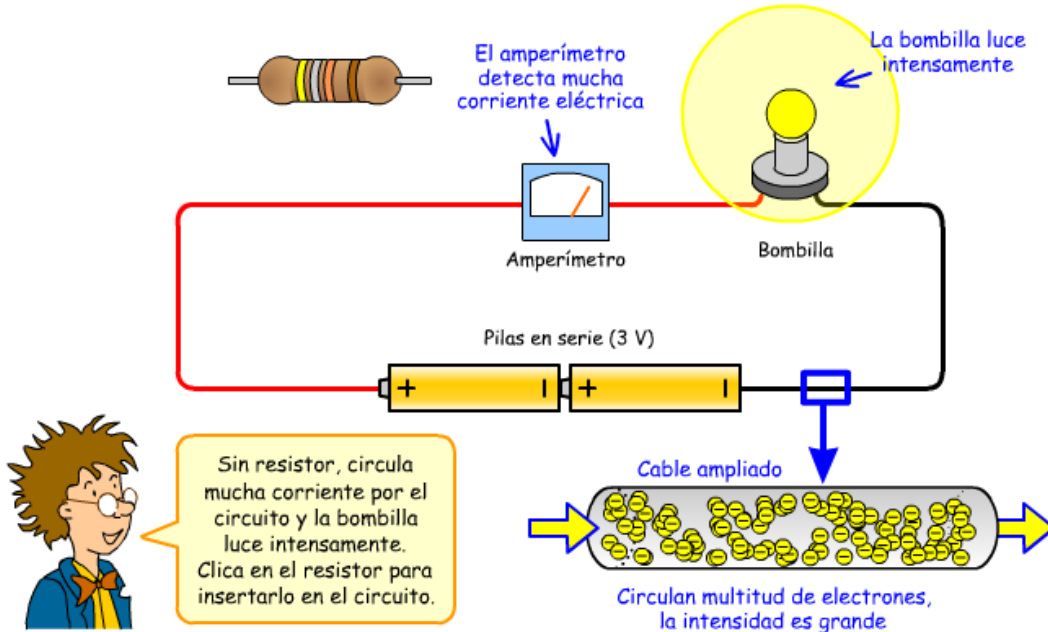 El amperímetro
detecta mucha
corriente eléctrica
La bombilla luce
intensamente
Amperímetro
Bombilla
Pilas en serie (3 V)
+ − + −
Sin resistor, circula
mucha corriente por el
circuito y la bombilla
luce intensamente.
Clica en el resistor para
insertarlo en el circuito.
Cable ampliado
Circulan multitud de electrones,
la intensidad es grande